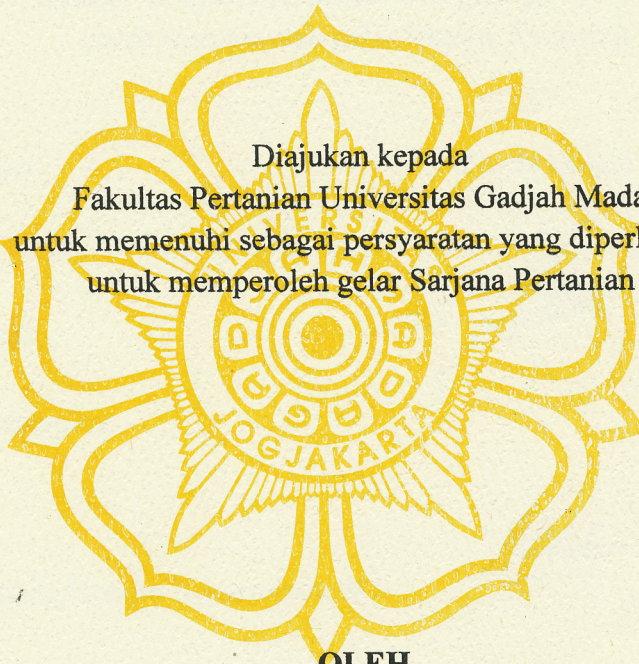 Diajukan kepada
Fakultas Pertanian Universitas Gadjah Mada
untuk memenuhi sebagai persyaratan yang
untuk memperoleh gelar Sarjana Pertanian
UNIVERSITAS
GADJAH MADA
JOGJAKARTA
OLEH